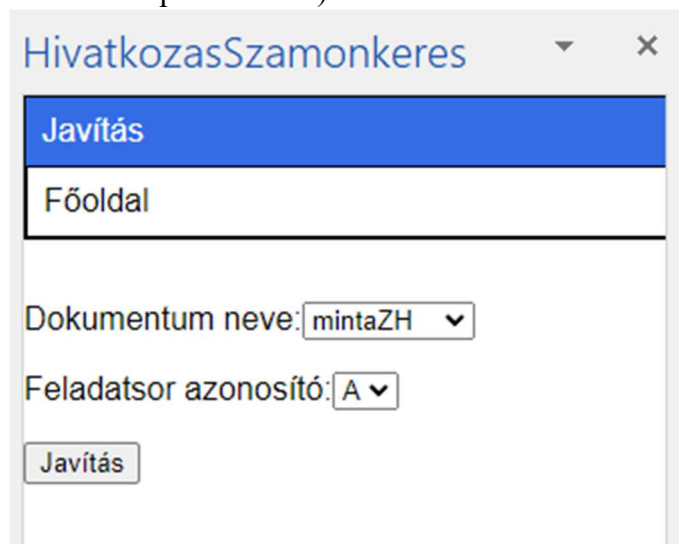 HivatkozasSzamonkeres
Javítás
Főoldal
Dokumentum neve: mintaZH
Feladatsor azonosító: A
Javítás